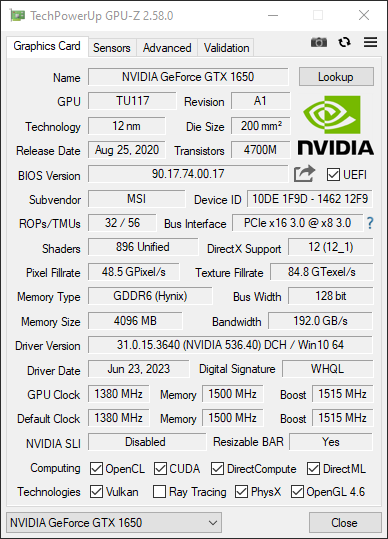 TechPowerUp GPU-Z 2.58.0
Graphics Card Sensors Advanced Validation
Name NVIDIA GeForce GTX 1650 Lookup
GPU TU117 Revision A1
Technology 12 nm Die Size 200 mm²
Release Date Aug 25, 2020 Transistors 4700M
NVIDIA
BIOS Version 90.17.74.00.17 UEFI
Subvendor MSI Device ID 10DE 1F9D - 1462 12F9
ROPs/TMUs 32 / 56 Bus Interface PCIe x16 3.0 @ x8 3.0 ?
Shaders 896 Unified DirectX Support 12 (12_1)
Pixel Fillrate 48.5 GPixel/s Texture Fillrate 84.8 GTexel/s
Memory Type GDDR6 (Hynix) Bus Width 128 bit
Memory Size 4096 MB Bandwidth 192.0 GB/s
Driver Version 31.0.15.3640 (NVIDIA 536.40) DCH / Win10 64
Driver Date Jun 23, 2023 Digital Signature WHQL
GPU Clock 1380 MHz Memory 1500 MHz Boost 1515 MHz
Default Clock 1380 MHz Memory 1500 MHz Boost 1515 MHz
NVIDIA SLI Disabled Resizable BAR Yes
Computing OpenCL CUDA DirectCompute DirectML
Technologies Vulkan Ray Tracing PhysX OpenGL 4.6
NVIDIA GeForce GTX 1650 Close